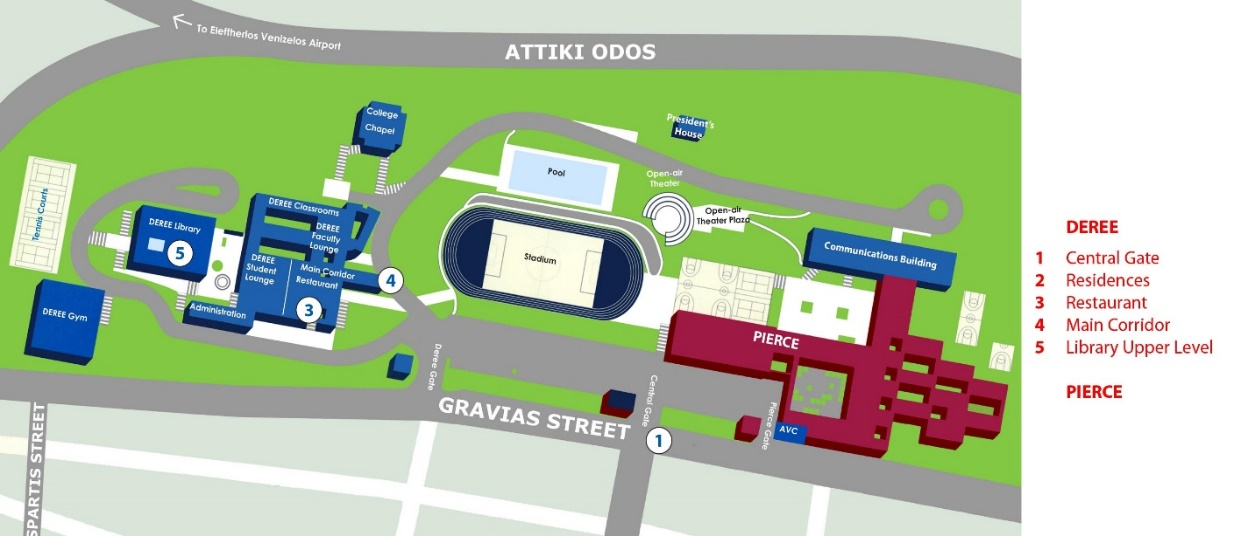 To Eleftherios Venizelos Airport
ATTIKI ODOS
College
Chapel
President's
House
Pool
Open-air
Theater
Open-air
Theater Plaza
Tennis Courts
DEREE Library
5
DEREE Classrooms
DEREE
Faculty
Lounge
DEREE
Student
Lounge
Main Corridor
Restaurant
4
3
Stadium
Communications Building
Administration
DEREE Gym
PIERCE
Deree Gate
Central Gate
Pierce Gate
AVC
GRAVIAS STREET
1
SPARTIS STREET
DEREE
1 Central Gate
2 Residences
3 Restaurant
4 Main Corridor
5 Library Upper Level
PIERCE